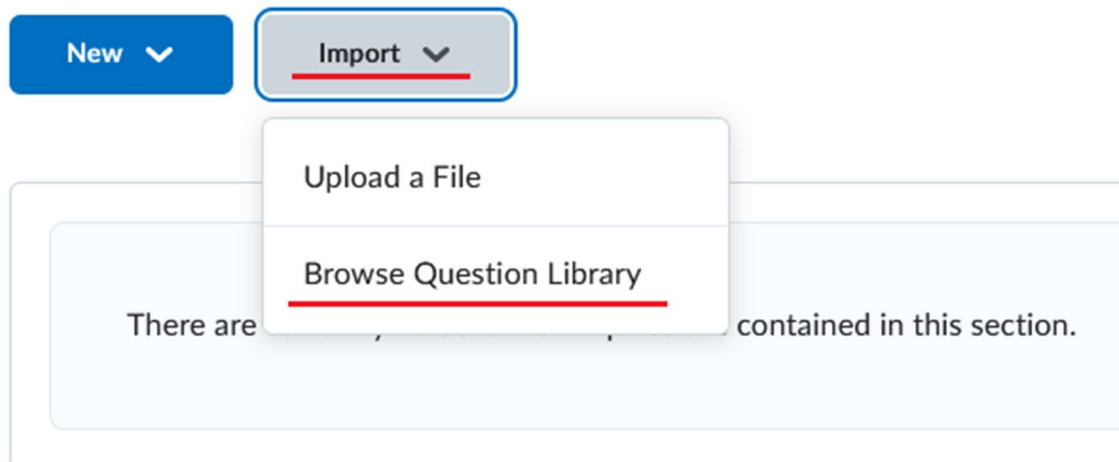 New
Import
Upload a File
Browse Question Library
There are contained in this section.